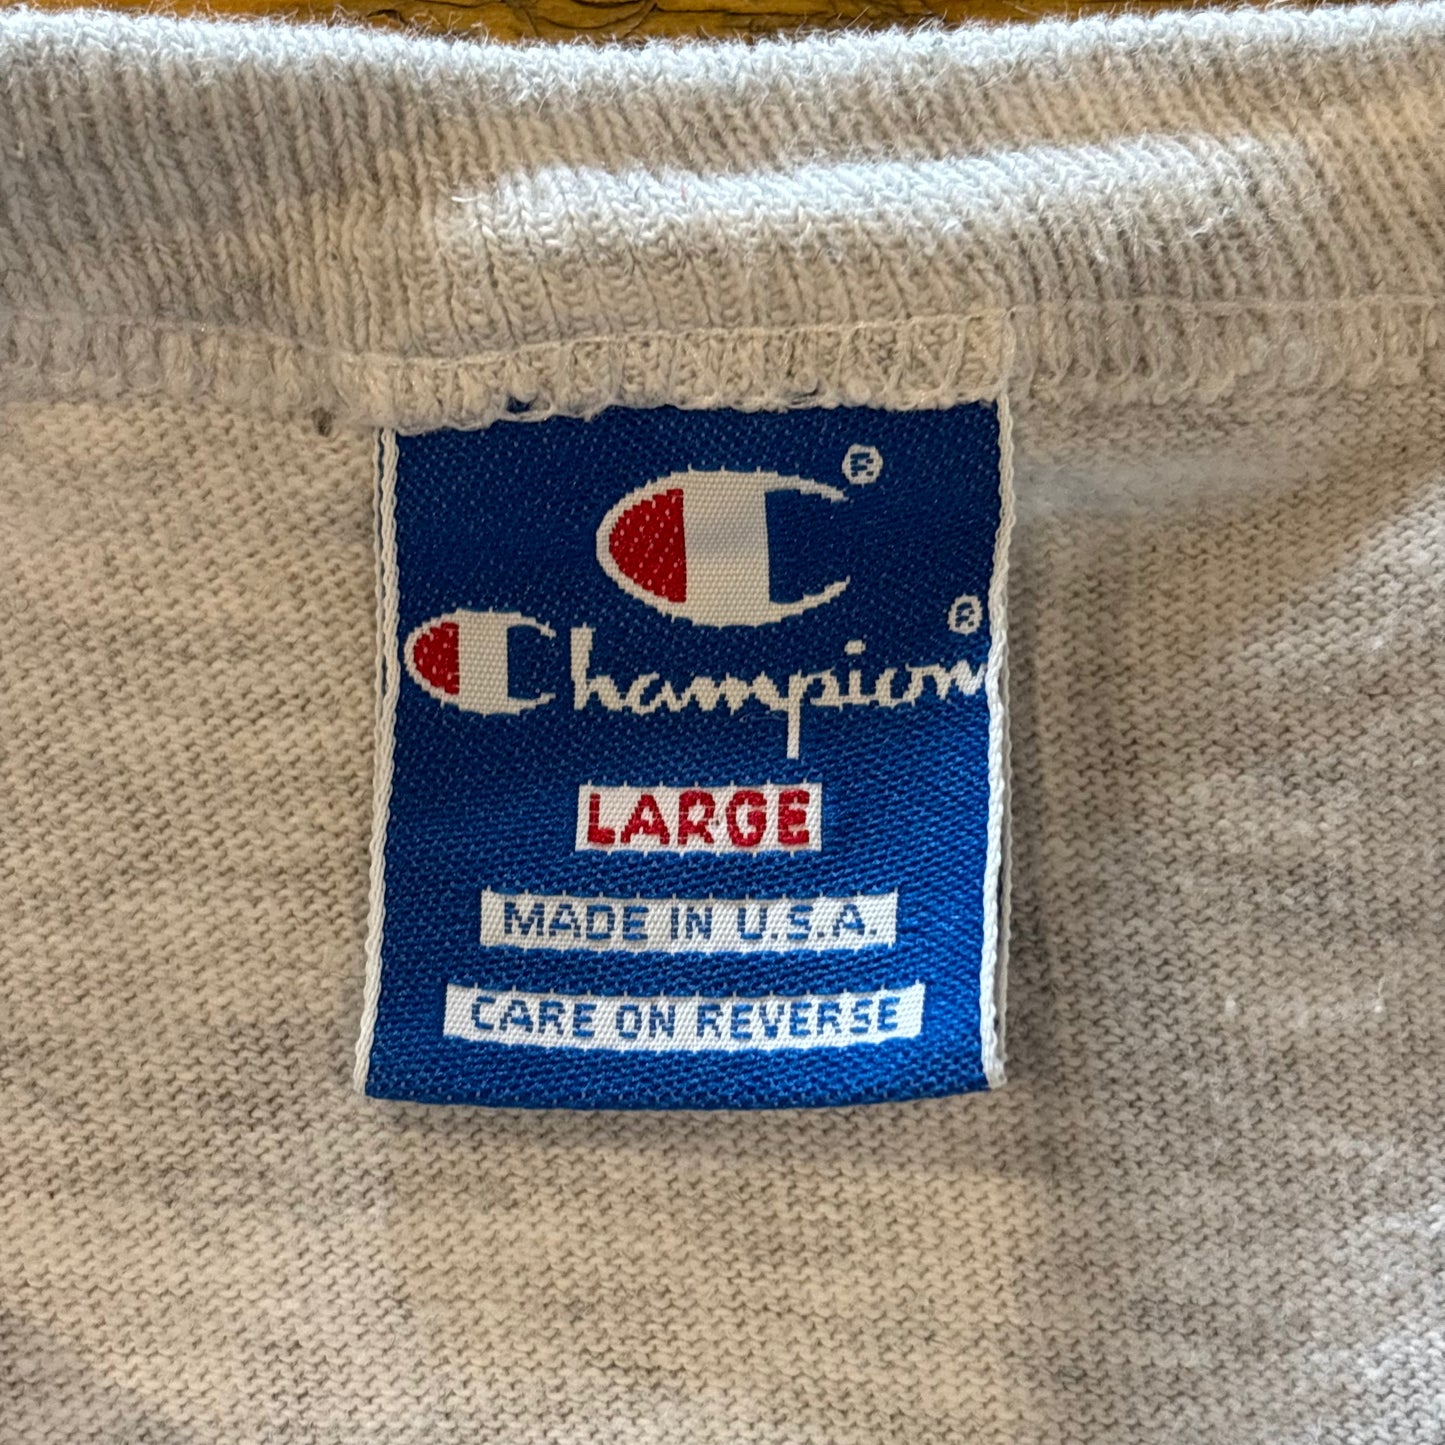 C®
Champion®
LARGE
MADE IN U.S.A.
CARE ON REVERSE